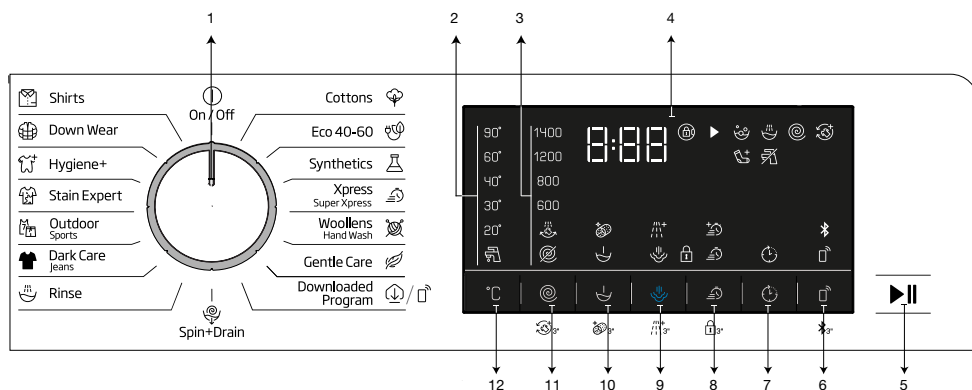 1
2
3
4
On / Off
Shirts
Down Wear
Hygiene+
Stain Expert
Outdoor
Sports
Dark Care
Jeans
Rinse
Spin+Drain
Cottons
Eco 40-60
Synthetics
Xpress
Super Xpress
Woollens
Hand Wash
Gentle Care
Downloaded
Program
/
90°
60°
40°
30°
20°
1400
1200
800
600
8:88
°C
3"
3"
3"
3"
3"
12
11
10
9
8
7
6
5